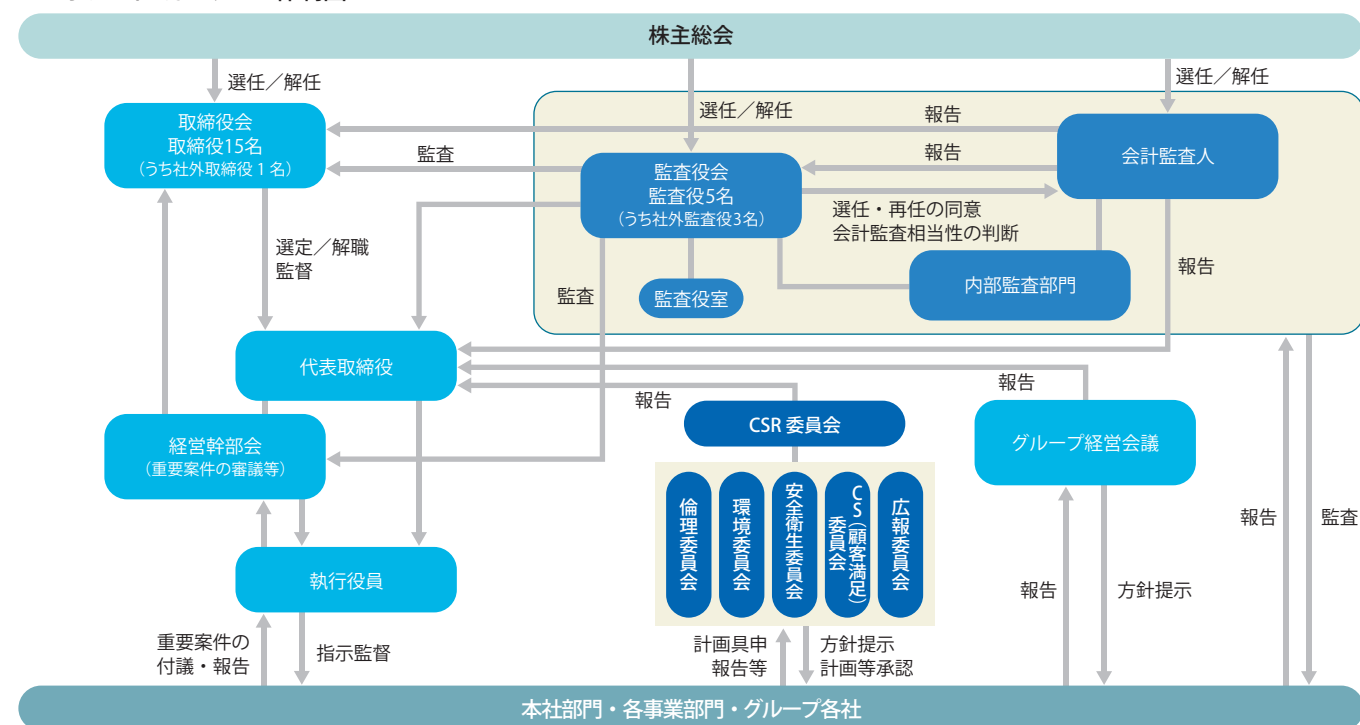 株主総会
選任／解任
選任／解任
選任／解任
取締役会
取締役15名
（うち社外取締役１名）
報告
監査
報告
会計監査人
監査役会
監査役5名
（うち社外監査役3名）
選任・再任の同意
会計監査相当性の判断
選定／解職
監督
監査
監査役室
内部監査部門
報告
代表取締役
報告
報告
CSR 委員会
グループ経営会議
経営幹部会
（重要案件の審議等）
倫理委員会
環境委員会
安全衛生委員会
CS（顧客満足）
委員会
広報委員会
報告
監査
執行役員
報告
方針提示
重要案件の
付議・報告
指示監督
計画具申
報告等
方針提示
計画等承認
本社部門・各事業部門・グループ各社